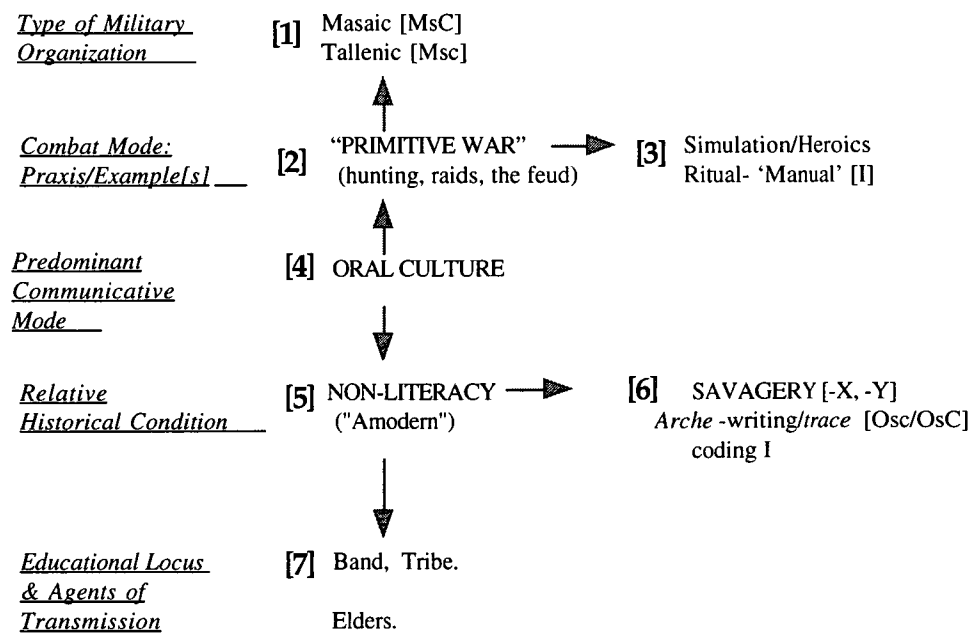 Type of Military
Organization
[1] Masaic [MsC]
Tallenic [Msc]
Combat Mode:
Praxis/Example[s]
[2] “PRIMITIVE WAR”
(hunting, raids, the feud)
[3] Simulation/Heroics
Ritual- ‘Manual’ [I]
Predominant
Communicative
Mode
[4] ORAL CULTURE
Relative
Historical Condition
[5] NON-LITERACY
("Amodern")
[6] SAVAGERY [-X, -Y]
Arche -writing/trace [Osc/OsC]
coding I
Educational Locus
& Agents of
Transmission
[7] Band, Tribe.
Elders.